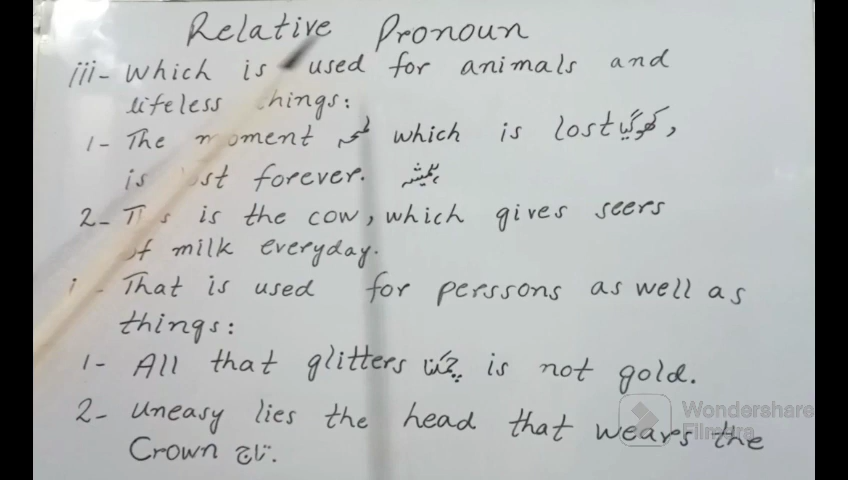 Relative Pronoun
iii- Which is used for animals and
lifeless things:
1- The moment لمحہ which is lost کھو گیا,
is lost forever. ہمیشہ
2- This is the cow, which gives seers
of milk everyday.
That is used for perssons as well as
things:
1- All that glitters چمکتا is not gold.
2- Uneasy lies the head that wears the
Crown تاج.
Wondershare
Filmora